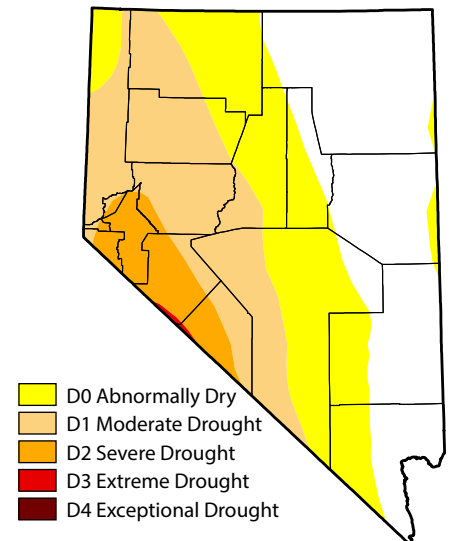 D0 Abnormally Dry
D1 Moderate Drought
D2 Severe Drought
D3 Extreme Drought
D4 Exceptional Drought